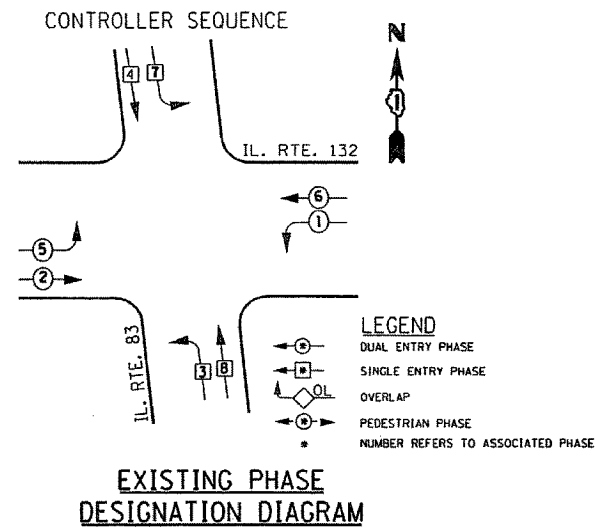 CONTROLLER SEQUENCE
N
4 7
IL. RTE. 132
6
1
5
2
3 8
IL. RTE. 83
LEGEND
* DUAL ENTRY PHASE
* SINGLE ENTRY PHASE
OL OVERLAP
* PEDESTRIAN PHASE
* NUMBER REFERS TO ASSOCIATED PHASE
EXISTING PHASE
DESIGNATION DIAGRAM